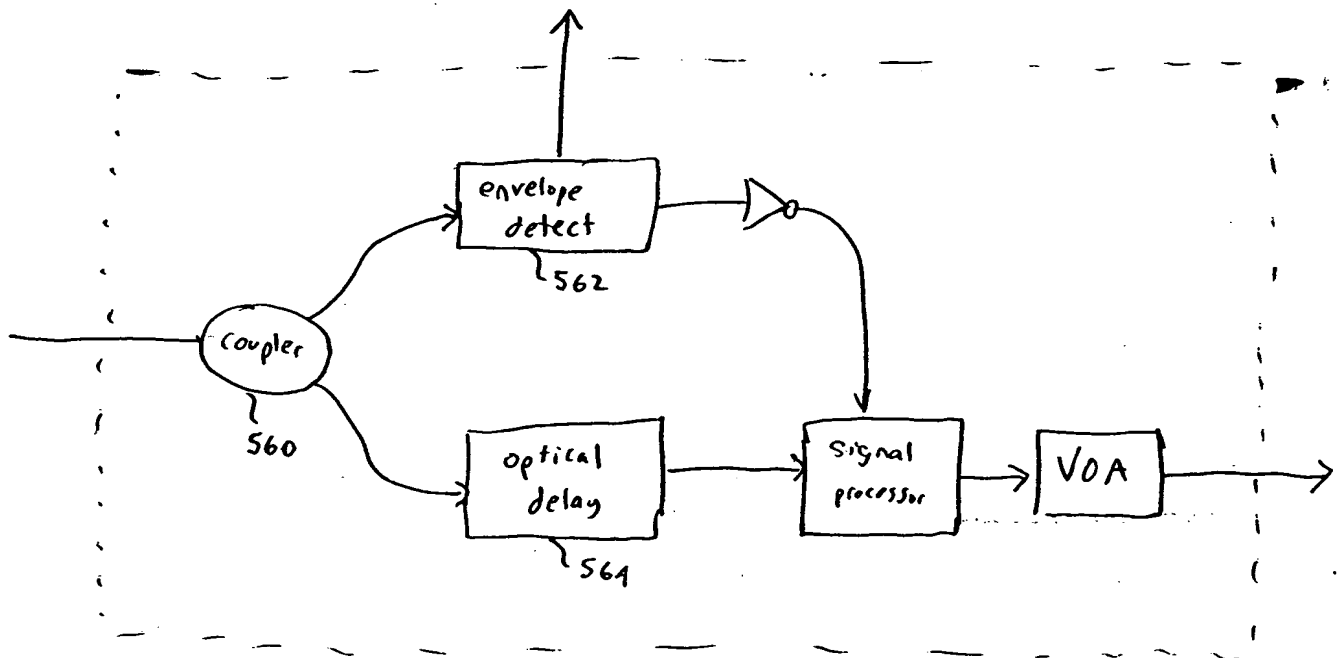 envelope
detect
562
coupler
560
optical
delay
564
signal
processor
VOA